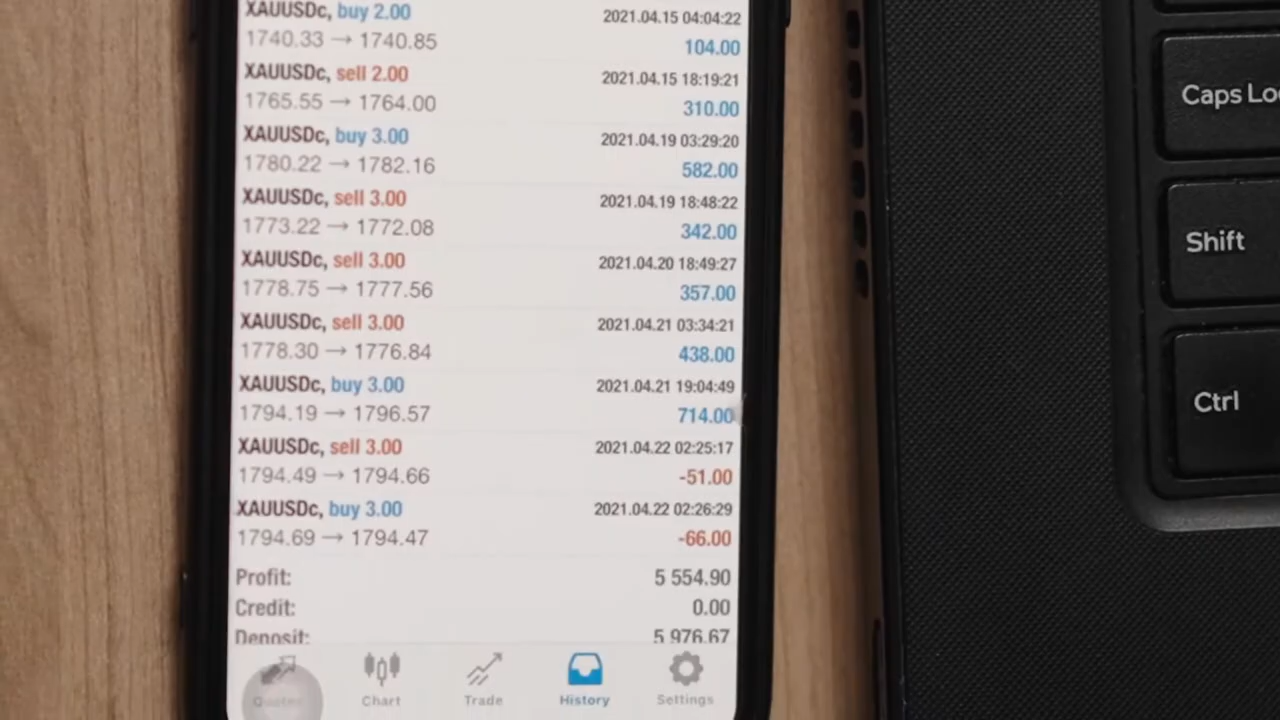 XAUUSDc, buy 2.00 2021.04.15 04:04:22
1740.33 → 1740.85 104.00
XAUUSDc, sell 2.00 2021.04.15 18:19:21
1765.55 → 1764.00 310.00
XAUUSDc, buy 3.00 2021.04.19 03:29:20
1780.22 → 1782.16 582.00
XAUUSDc, sell 3.00 2021.04.19 18:48:22
1773.22 → 1772.08 342.00
XAUUSDc, sell 3.00 2021.04.20 18:49:27
1778.75 → 1777.56 357.00
XAUUSDc, sell 3.00 2021.04.21 03:34:21
1778.30 → 1776.84 438.00
XAUUSDc, buy 3.00 2021.04.21 19:04:49
1794.19 → 1796.57 714.00
XAUUSDc, sell 3.00 2021.04.22 02:25:17
1794.49 → 1794.66 -51.00
XAUUSDc, buy 3.00 2021.04.22 02:26:29
1794.69 → 1794.47 -66.00
Profit: 5 554.90
Credit: 0.00
Deposit: 5 976.67
Quotes Chart Trade History Settings
Caps Lo
Shift
Ctrl